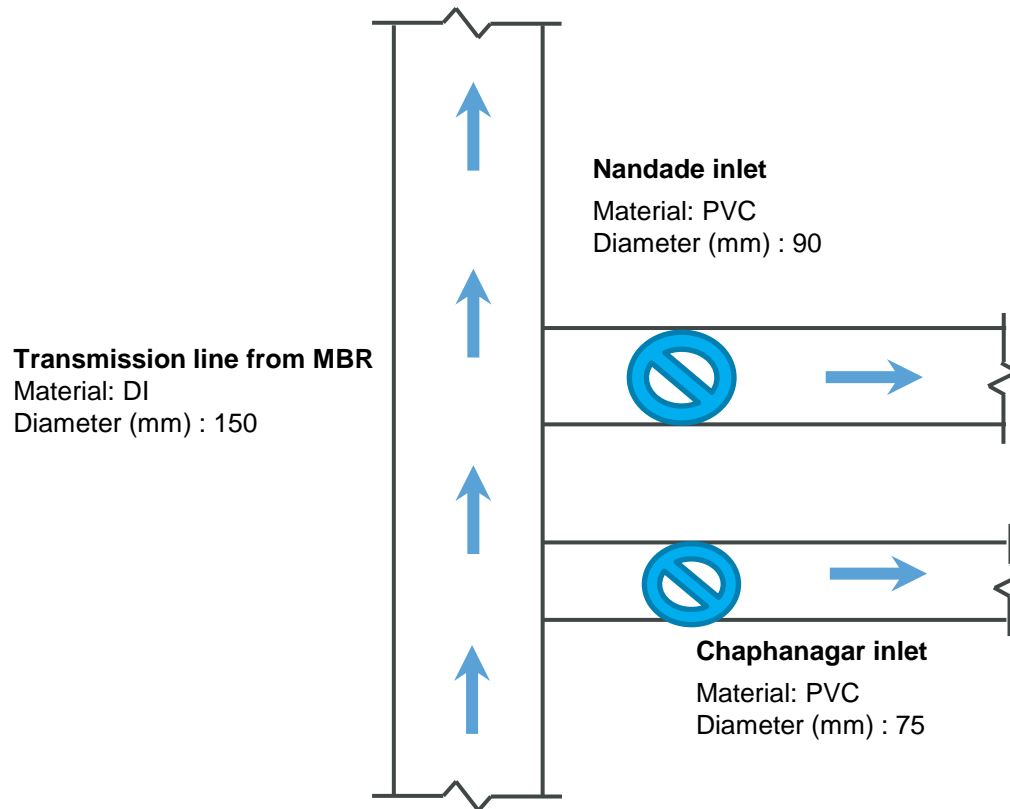 Nandade inlet
Material: PVC
Diameter (mm) : 90
Transmission line from MBR
Material: DI
Diameter (mm) : 150
Chaphanagar inlet
Material: PVC
Diameter (mm) : 75